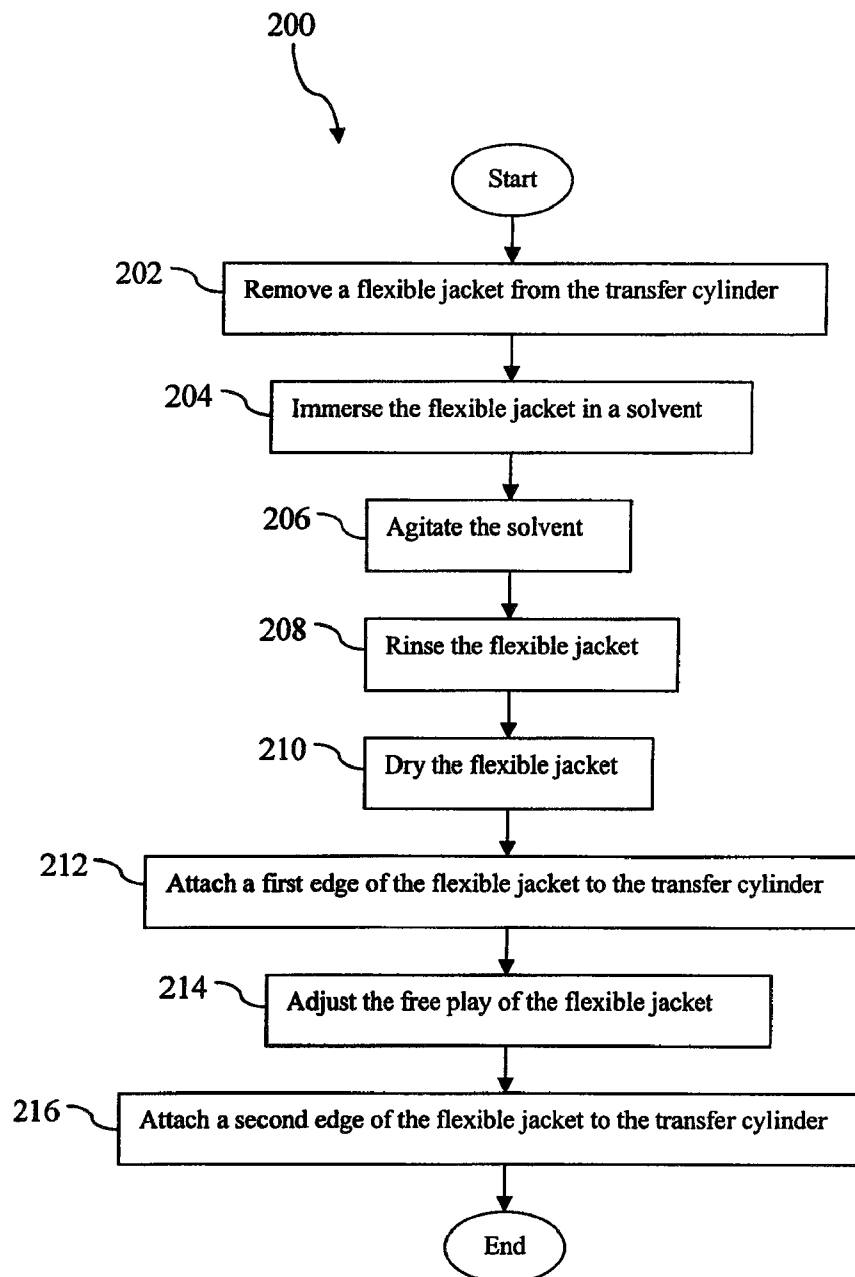 200
Start
202
Remove a flexible jacket from the transfer cylinder
204
Immerse the flexible jacket in a solvent
206
Agitate the solvent
208
Rinse the flexible jacket
210
Dry the flexible jacket
212
Attach a first edge of the flexible jacket to the transfer cylinder
214
Adjust the free play of the flexible jacket
216
Attach a second edge of the flexible jacket to the transfer cylinder
End